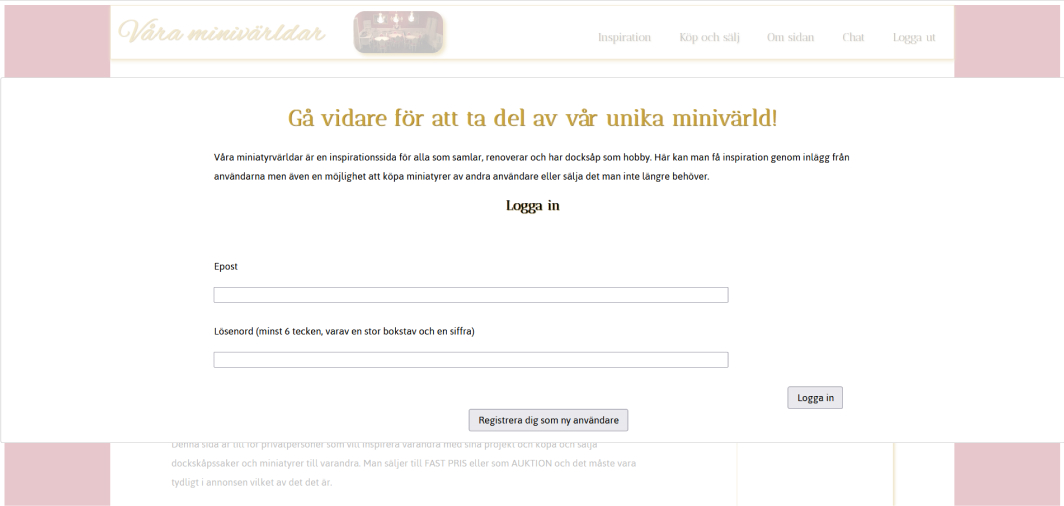 Våra minivärldar
Inspiration Köp och sälj Om sidan Chat Logga ut
Gå vidare för att ta del av vår unika minivärld!
Våra miniatyrvärldar är en inspirationssida för alla som samlar, renoverar och har docksåp som hobby. Här kan man få inspiration genom inlägg från
användarna men även en möjlighet att köpa miniatyrer av andra användare eller sälja det man inte längre behöver.
Logga in
Epost
Lösenord (minst 6 tecken, varav en stor bokstav och en siffra)
Logga in
Registrera dig som ny användare
Denna sida är till för privatpersoner som vill inspirera varandra med sina projekt och köpa och sälja
dockskåpssaker och miniatyrer till varandra. Man säljer till FAST PRIS eller som AUKTION och det måste vara
tydligt i annonsen vilket av det det är.